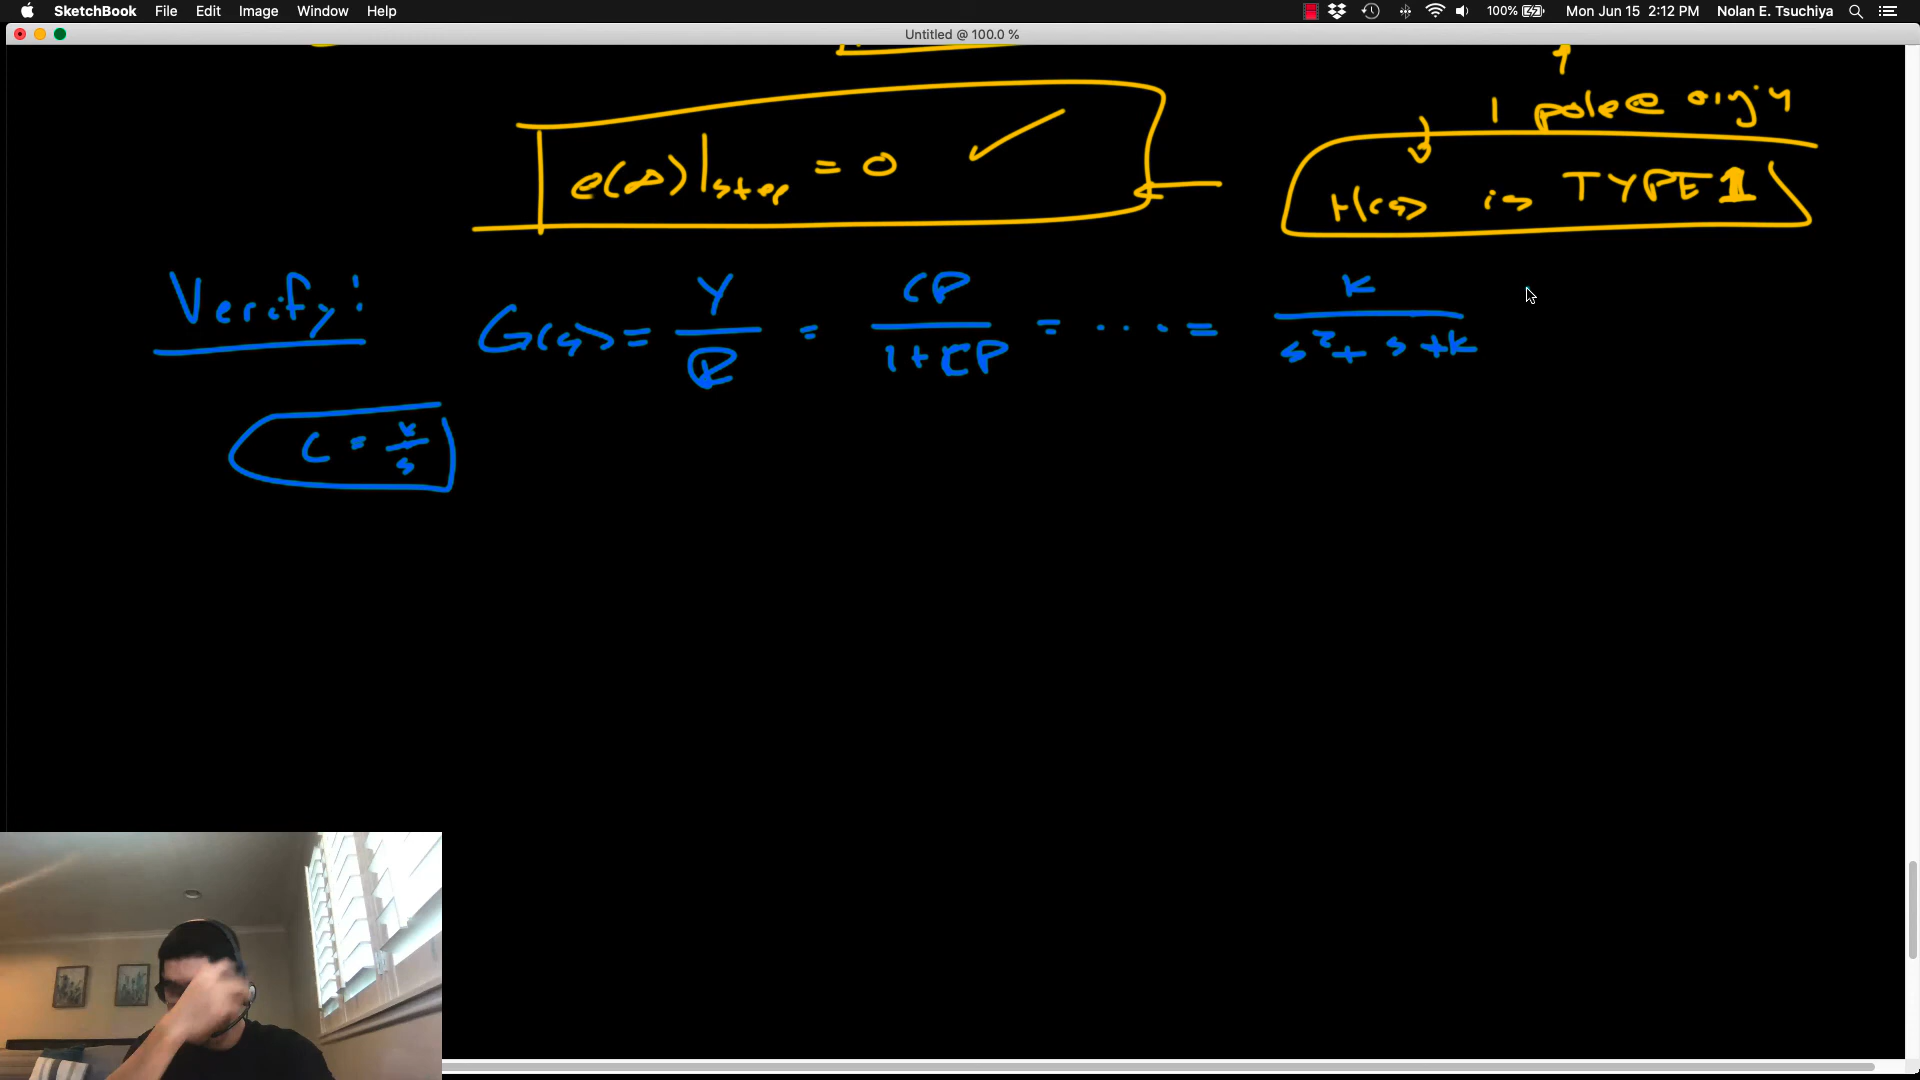 SketchBook File Edit Image Window Help 100% Mon Jun 15 2:12 PM Nolan E. Tsuchiya
Untitled @ 100.0 %
1 pole@ origin
e(∞)|step = 0
H(s) is TYPE 1
Verify:
G(s) = Y/R = CP/(1+CP) = .... = K/(s²+s+K)
C = K/s